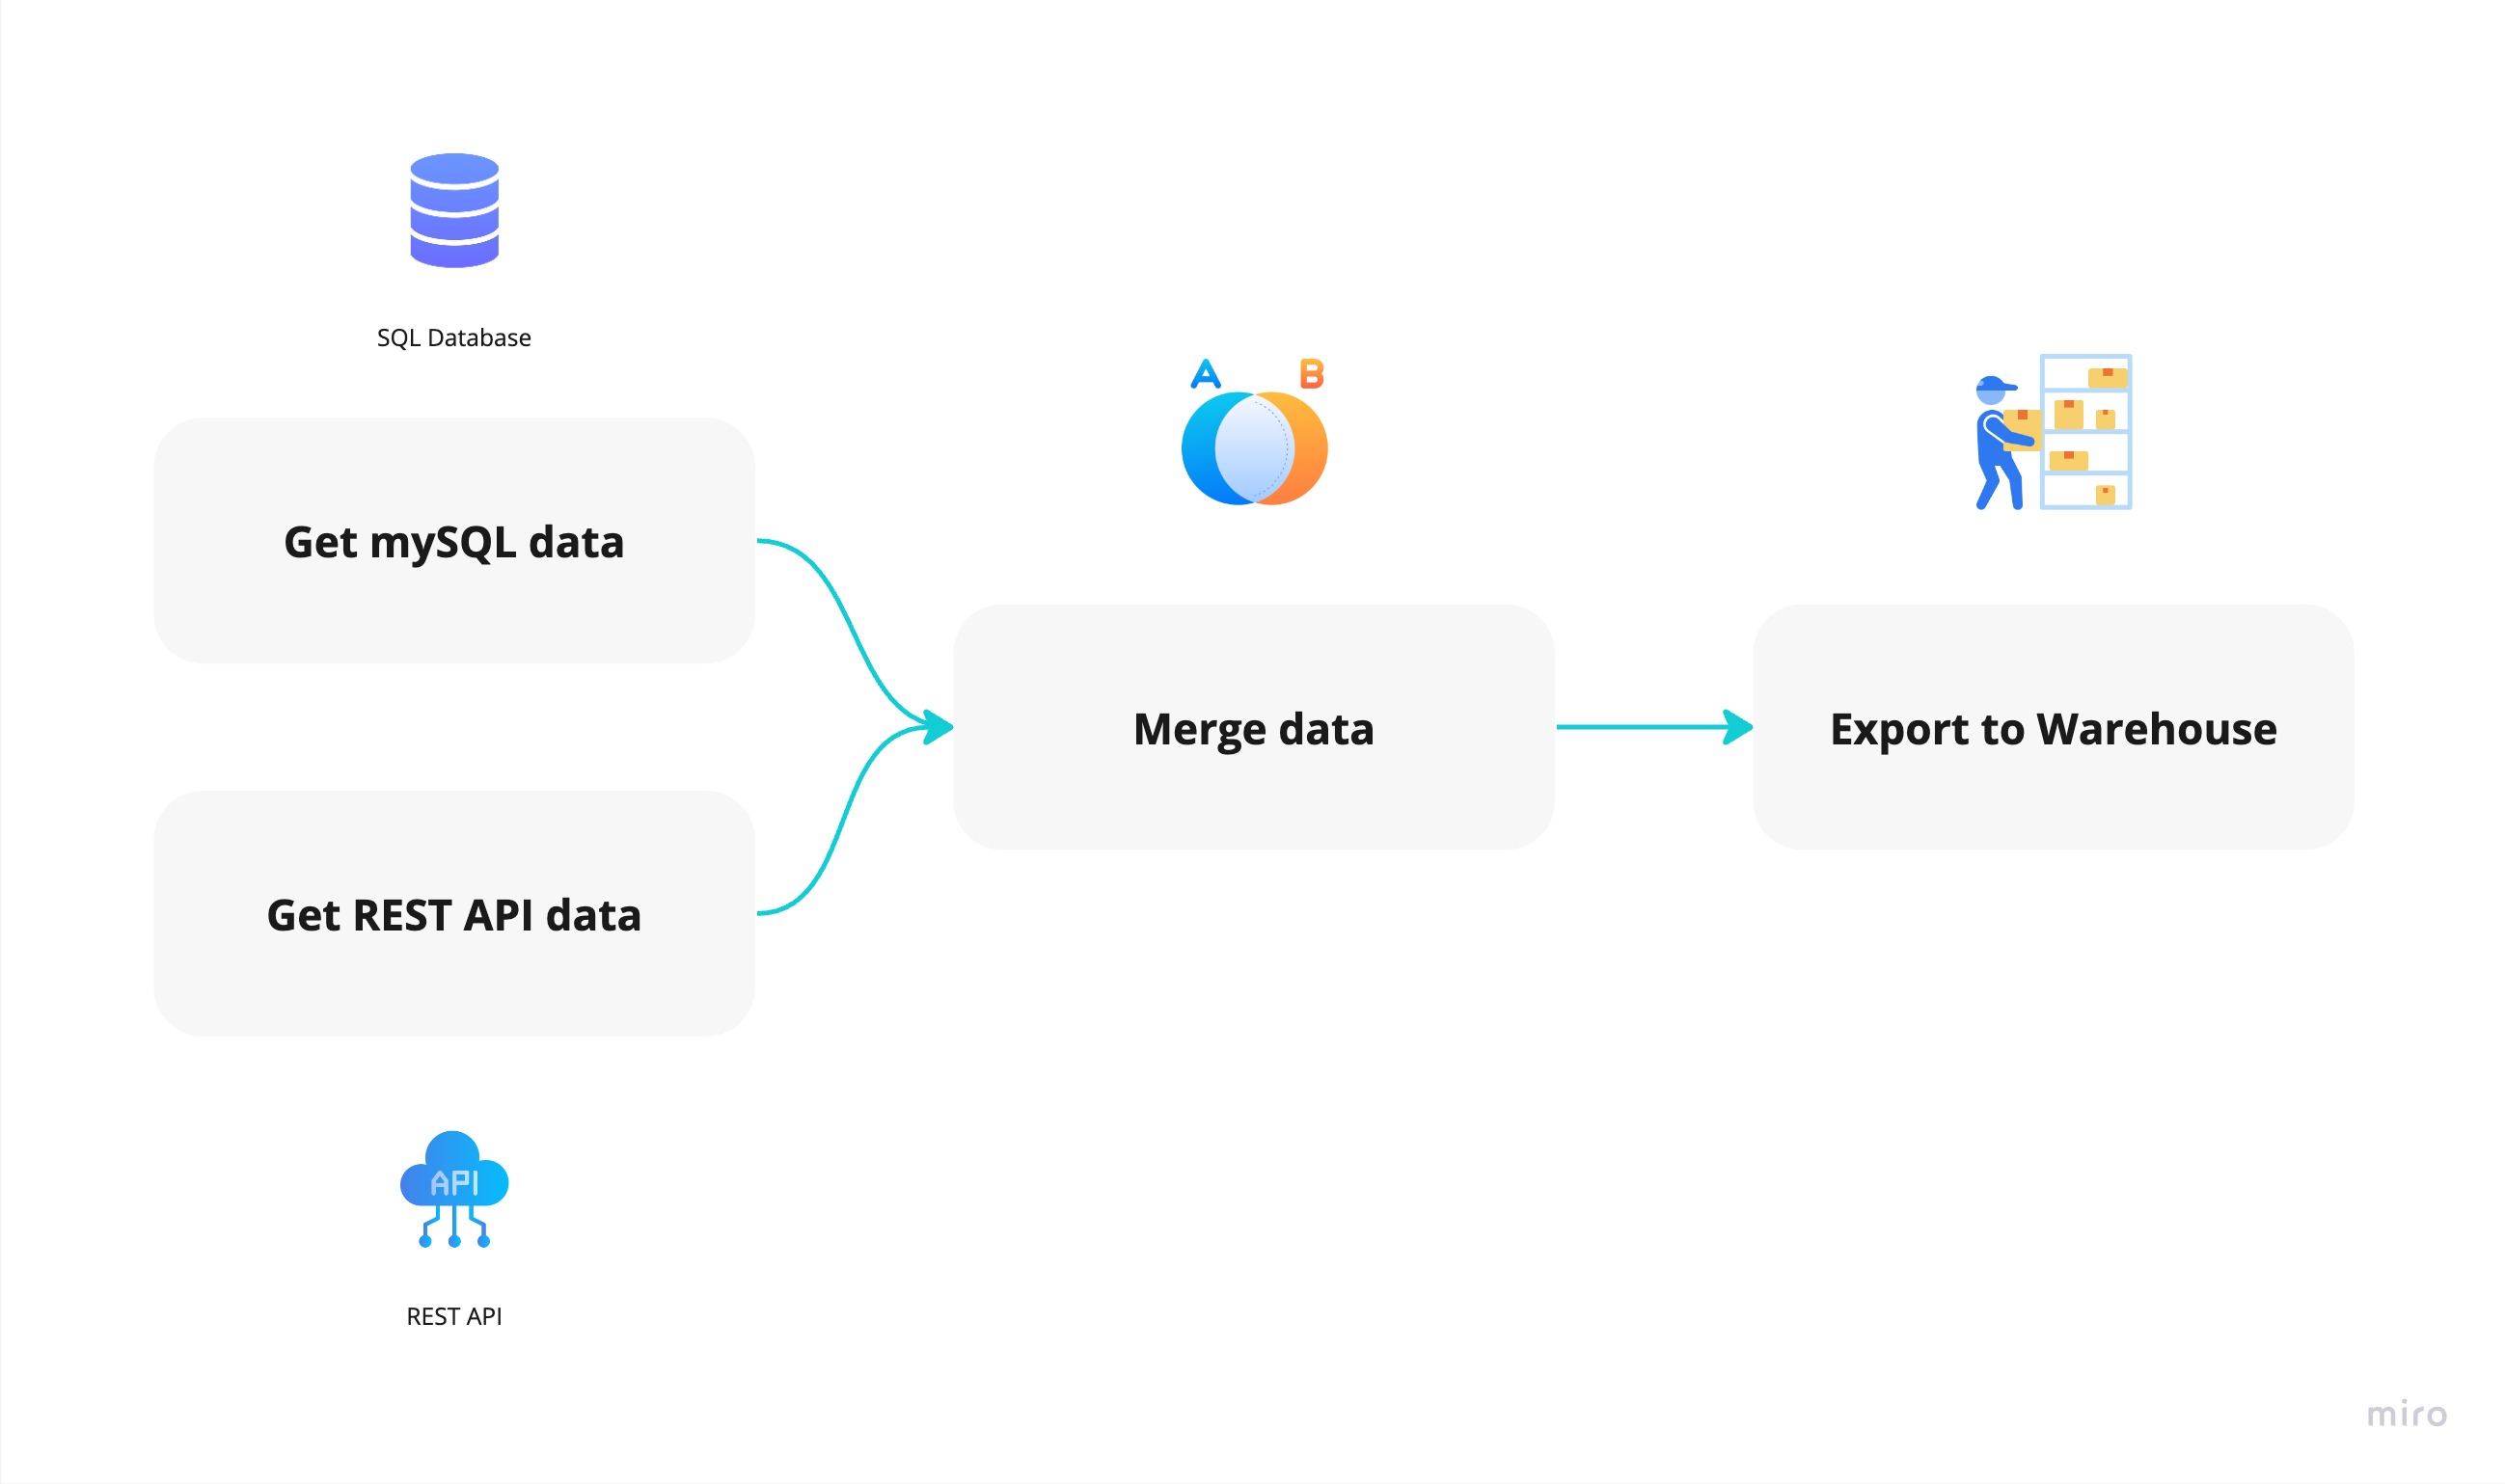 SQL Database
A B
Get mySQL data
Merge data
Export to Warehouse
Get REST API data
API
REST API
miro